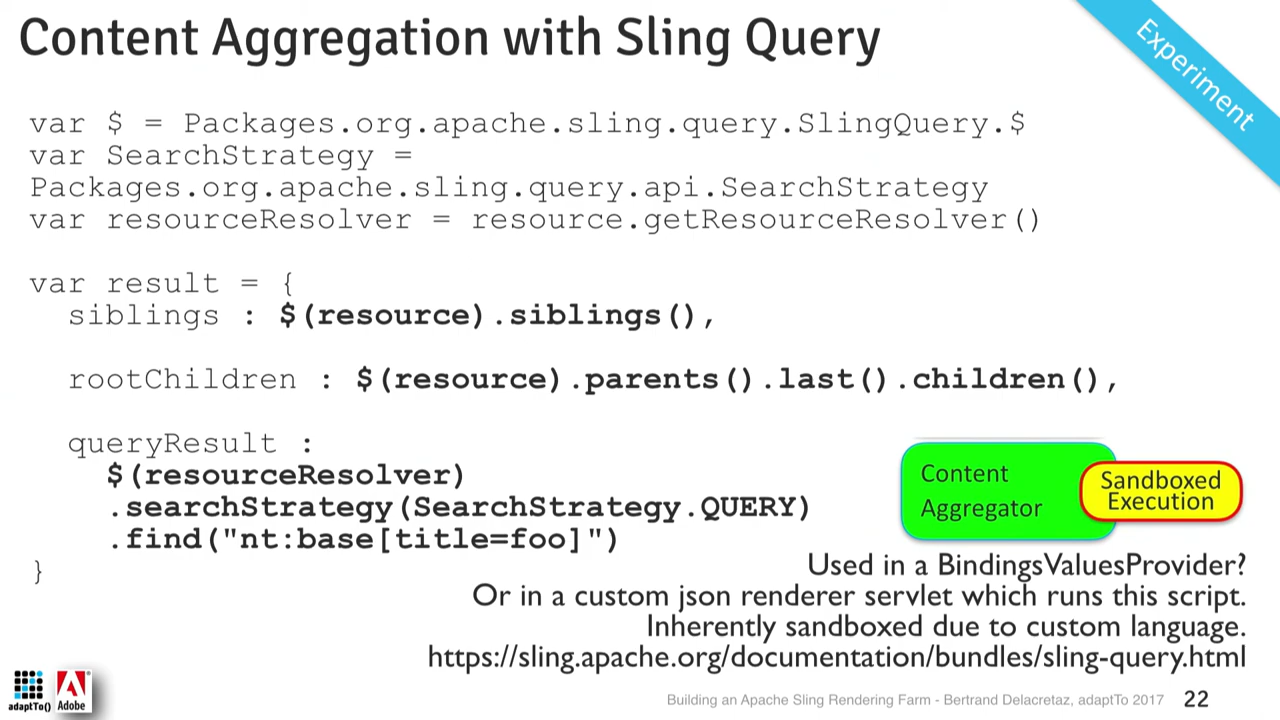 Content Aggregation with Sling Query
Experiment
var $ = Packages.org.apache.sling.query.SlingQuery.$
var SearchStrategy =
Packages.org.apache.sling.query.api.SearchStrategy
var resourceResolver = resource.getResourceResolver()
var result = {
siblings : $(resource).siblings(),
rootChildren : $(resource).parents().last().children(),
queryResult :
$(resourceResolver)
.searchStrategy(SearchStrategy.QUERY)
.find("nt:base[title=foo]")
}
Content
Aggregator
Sandboxed
Execution
Used in a BindingsValuesProvider?
Or in a custom json renderer servlet which runs this script.
Inherently sandboxed due to custom language.
https://sling.apache.org/documentation/bundles/sling-query.html
adaptTo()
Adobe
Building an Apache Sling Rendering Farm - Bertrand Delacretaz, adaptTo 2017
22